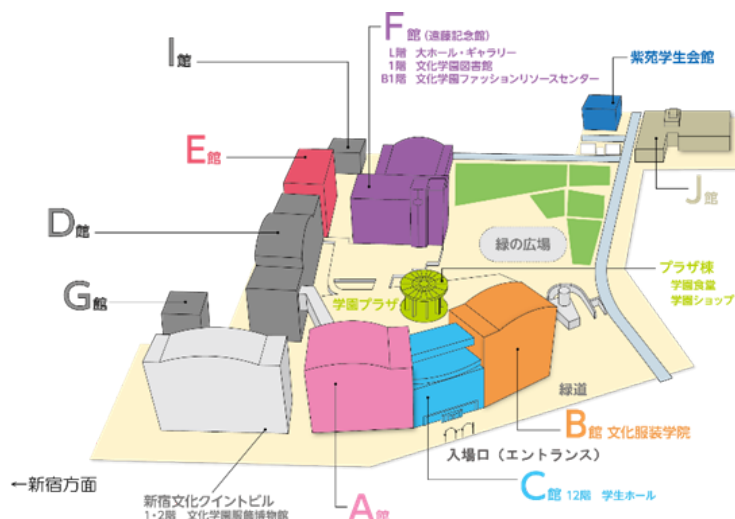 F館(遠藤記念館)
L階 大ホール・ギャラリー
1階 文化学園図書館
B1階 文化学園ファッションリソースセンター
I館
紫苑学生会館
E館
J館
D館
緑の広場
プラザ棟
学園食堂
学園ショップ
G館
学園プラザ
緑道
B館 文化服装学院
入場口(エントランス)
←新宿方面
C館 12階 学生ホール
新宿文化クイントビル
1・2階 文化学園服飾博物館
A館